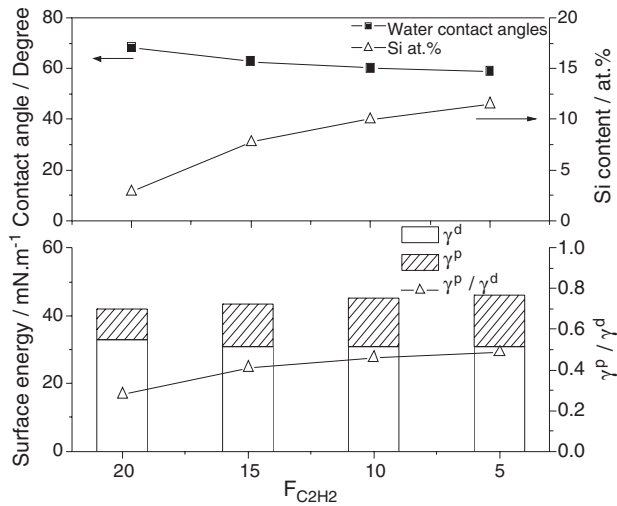 80
60
40
20
0
Contact angle / Degree
Water contact angles
Si at.%
20
15
10
5
0
Si content / at.%
60
40
20
0
Surface energy / mN.m⁻¹
γᵈ
γᵖ
γᵖ / γᵈ
1.0
0.8
0.6
0.4
0.2
0.0
γᵖ / γᵈ
20 15 10 5
F_C2H2